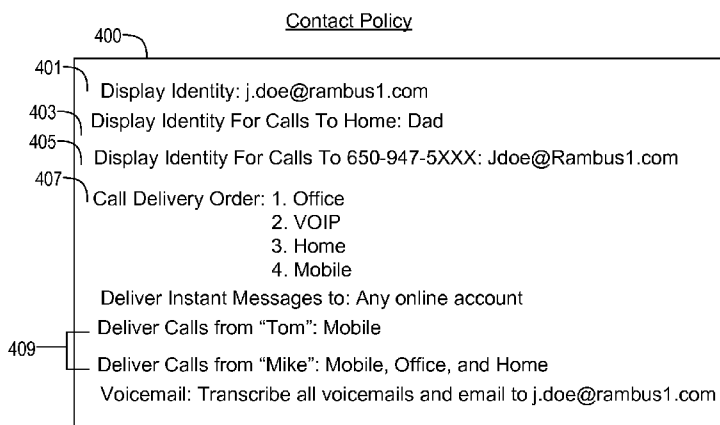 Contact Policy
400
401
Display Identity: j.doe@rambus1.com
403
Display Identity For Calls To Home: Dad
405
Display Identity For Calls To 650-947-5XXX: Jdoe@Rambus1.com
407
Call Delivery Order: 1. Office
2. VOIP
3. Home
4. Mobile
Deliver Instant Messages to: Any online account
409
Deliver Calls from “Tom”: Mobile
Deliver Calls from “Mike”: Mobile, Office, and Home
Voicemail: Transcribe all voicemails and email to j.doe@rambus1.com